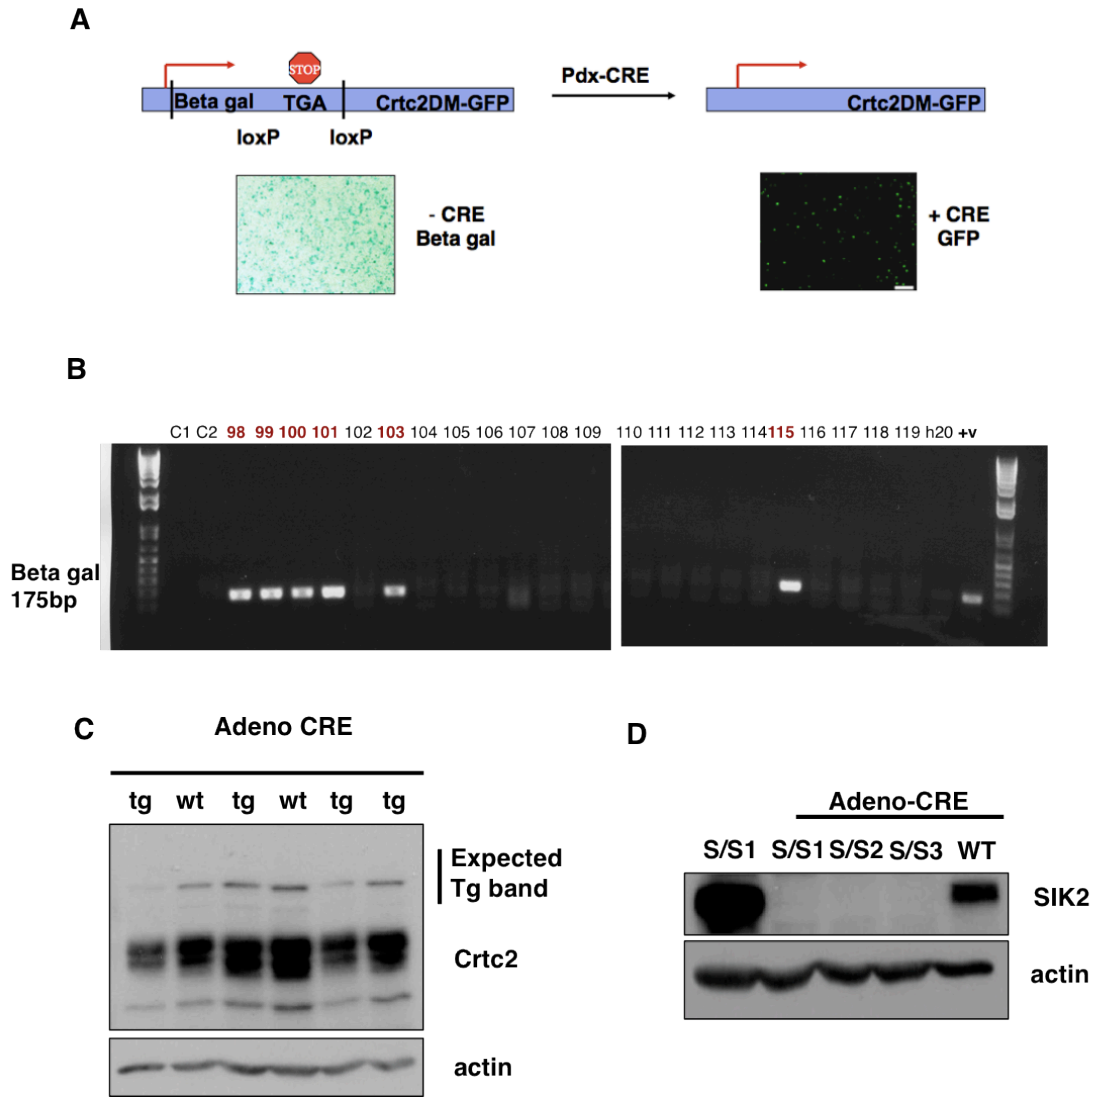 A
STOP
Beta gal TGA Crtc2DM-GFP
loxP loxP
Pdx-CRE
Crtc2DM-GFP
- CRE
Beta gal
+ CRE
GFP
B
C1 C2 98 99 100 101 102 103 104 105 106 107 108 109 110 111 112 113 114 115 116 117 118 119 h20 +v
Beta gal
175bp
C
Adeno CRE
tg wt tg wt tg tg
Expected
Tg band
Crtc2
actin
D
Adeno-CRE
S/S1 S/S1 S/S2 S/S3 WT
SIK2
actin